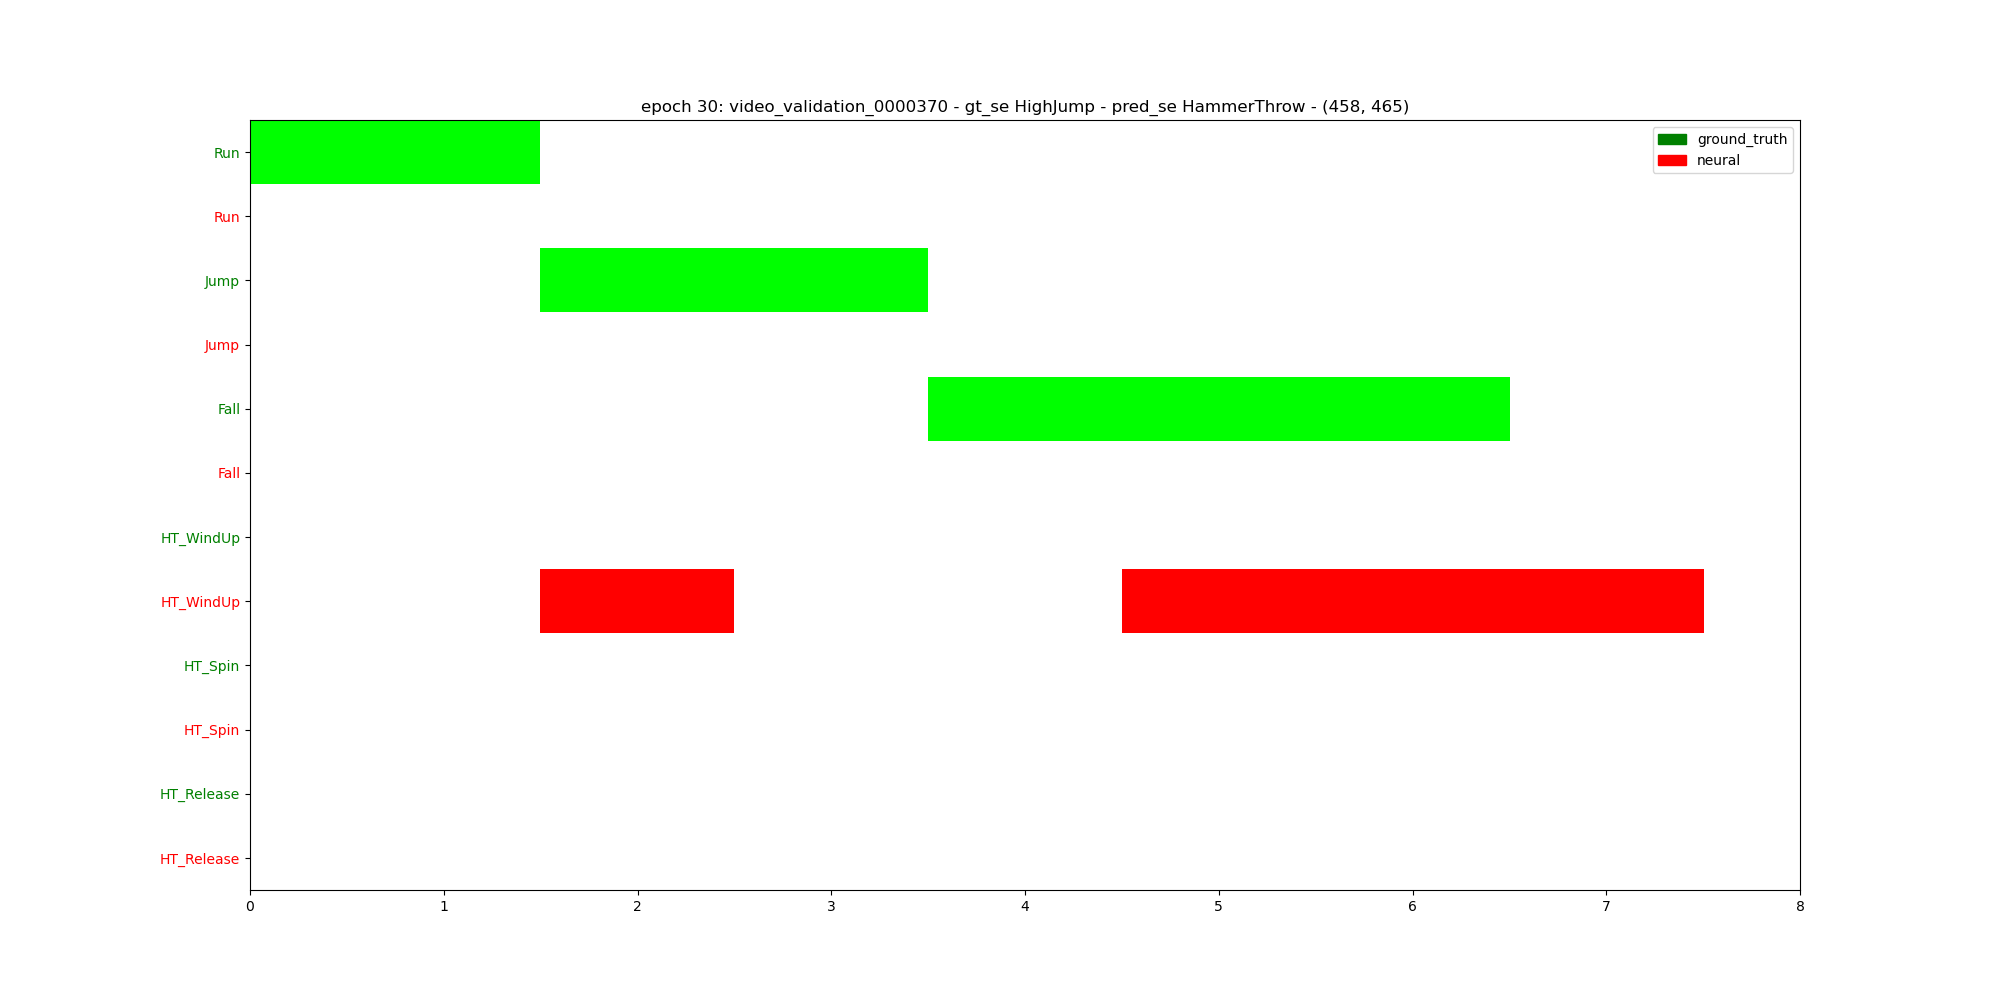 epoch 30: video_validation_0000370 - gt_se HighJump - pred_se HammerThrow - (458, 465)
ground_truth
neural
Run
Run
Jump
Jump
Fall
Fall
HT_WindUp
HT_WindUp
HT_Spin
HT_Spin
HT_Release
HT_Release
0 1 2 3 4 5 6 7 8